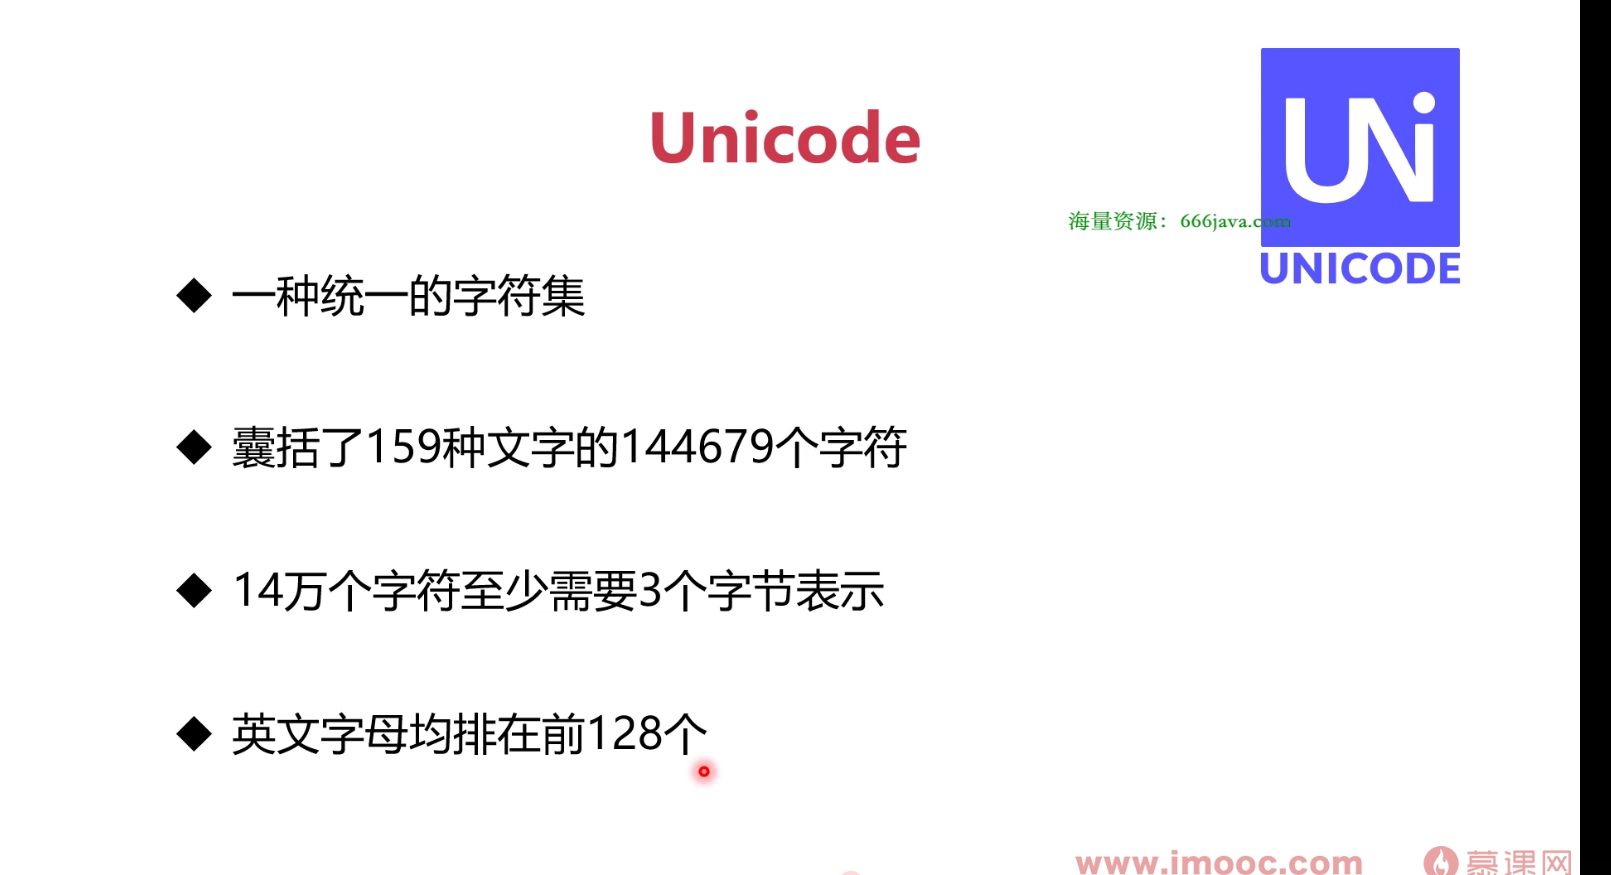 Unicode
UNi
海量资源：666java.com
UNICODE
◆ 一种统一的字符集
◆ 囊括了159种文字的144679个字符
◆ 14万个字符至少需要3个字节表示
◆ 英文字母均排在前128个
www.imooc.com 慕课网